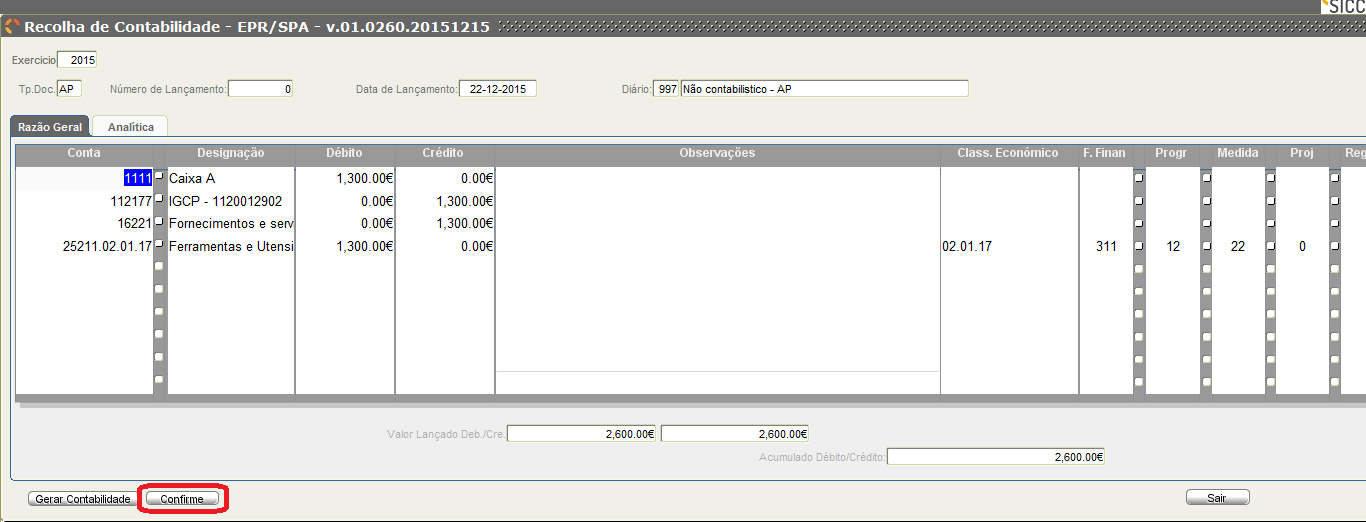 SICC
Recolha de Contabilidade - EPR/SPA - v.01.0260.20151215
Exercicio 2015
Tp.Doc. AP Número de Lançamento: 0 Data de Lançamento: 22-12-2015 Diário: 997 Não contabilistico - AP
Razão Geral Analítica
Conta Designação Débito Crédito Observações Class. Económico F. Finan Progr Medida Proj Reg
1111 Caixa A 1,300.00€ 0.00€
112177 IGCP - 1120012902 0.00€ 1,300.00€
16221 Fornecimentos e serv 0.00€ 1,300.00€
25211.02.01.17 Ferramentas e Utensi 1,300.00€ 0.00€ 02.01.17 311 12 22 0
Valor Lançado Deb./Cre. 2,600.00€ 2,600.00€
Acumulado Débito/Crédito: 2,600.00€
Gerar Contabilidade Confirme Sair